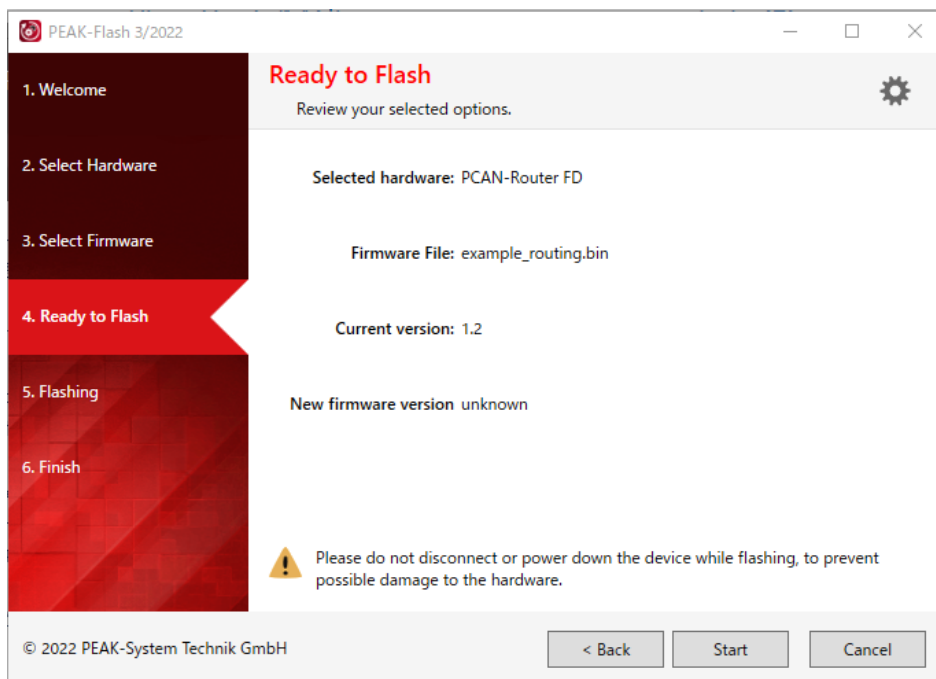 PEAK-Flash 3/2022
1. Welcome
2. Select Hardware
3. Select Firmware
4. Ready to Flash
5. Flashing
6. Finish
Ready to Flash
Review your selected options.
Selected hardware: PCAN-Router FD
Firmware File: example_routing.bin
Current version: 1.2
New firmware version unknown
Please do not disconnect or power down the device while flashing, to prevent
possible damage to the hardware.
© 2022 PEAK-System Technik GmbH
< Back
Start
Cancel